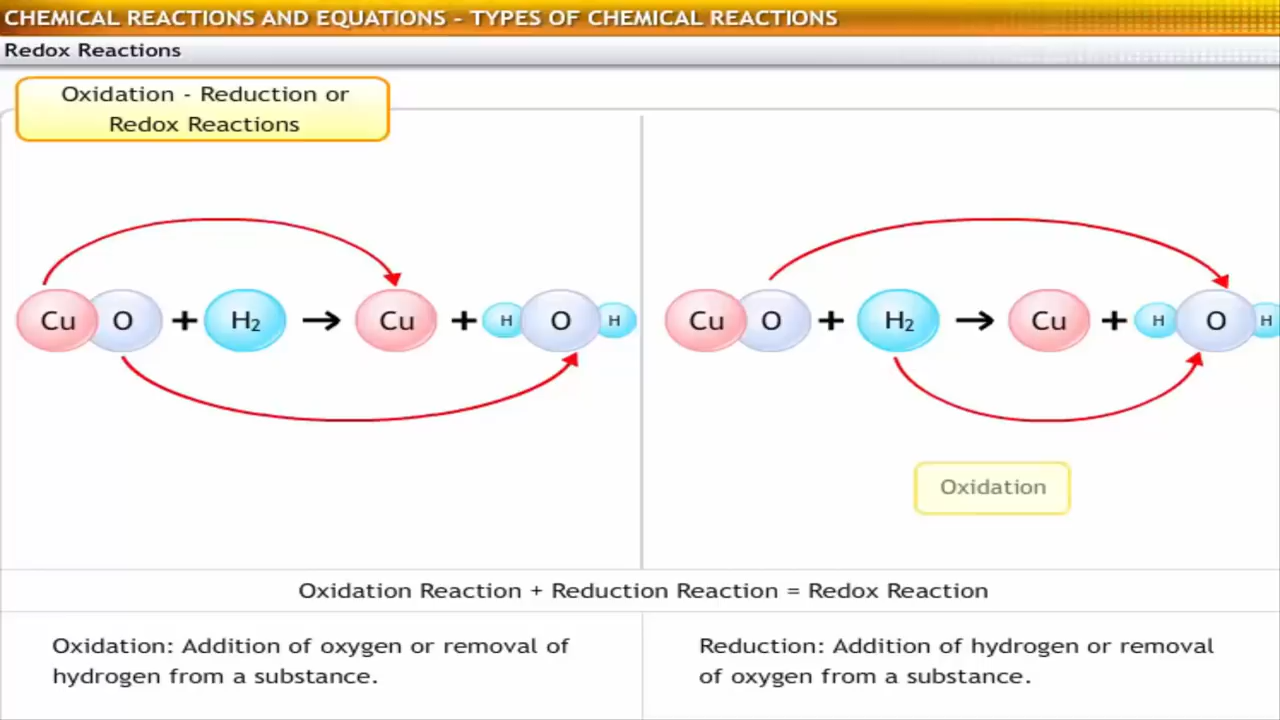 CHEMICAL REACTIONS AND EQUATIONS - TYPES OF CHEMICAL REACTIONS
Redox Reactions
Oxidation - Reduction or
Redox Reactions
Cu O + H₂ → Cu + H O H
Cu O + H₂ → Cu + H O H
Oxidation
Oxidation Reaction + Reduction Reaction = Redox Reaction
Oxidation: Addition of oxygen or removal of
hydrogen from a substance.
Reduction: Addition of hydrogen or removal
of oxygen from a substance.